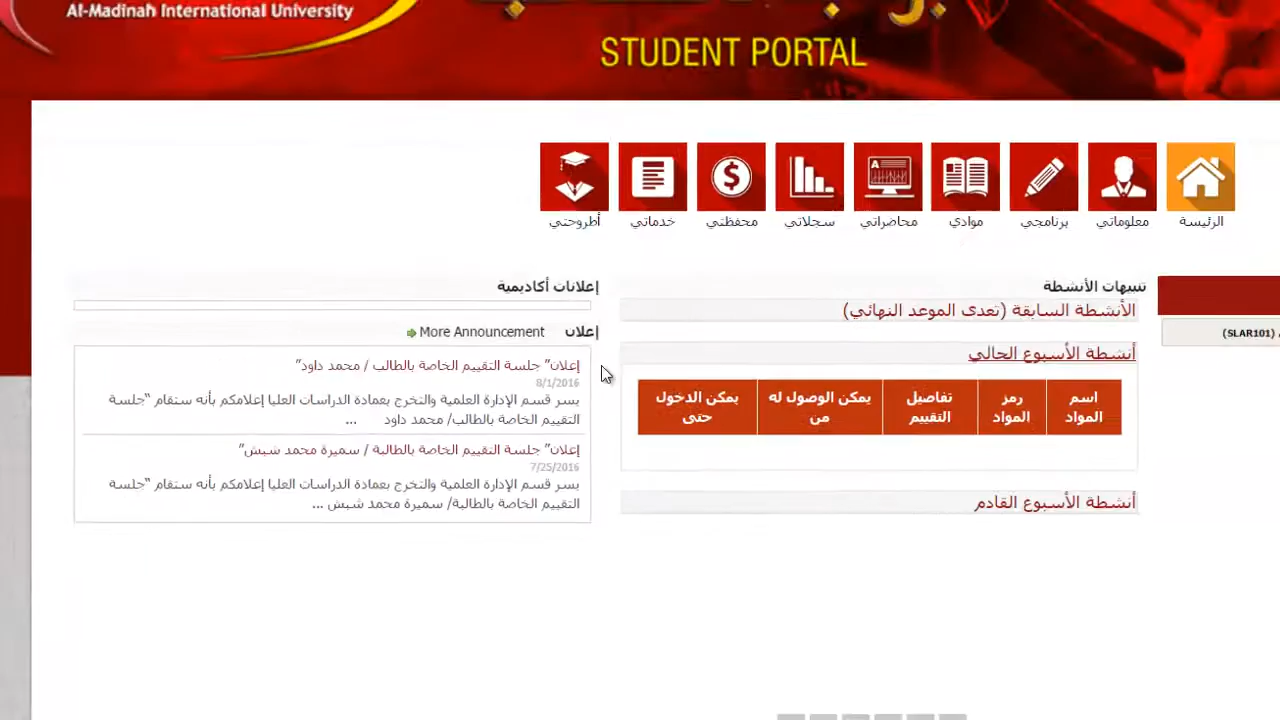 Al-Madinah International University
STUDENT PORTAL
الرئيسة
معلوماتي
برنامجي
موادي
محاضراتي
سجلاتي
محفظتي
خدماتي
أطروحتي
(SLAR101)
تنبيهات الأنشطة
الأنشطة السابقة (تعدى الموعد النهائي)
أنشطة الأسبوع الحالي
اسم المواد
رمز المواد
تفاصيل التقييم
يمكن الوصول له من
يمكن الدخول حتى
أنشطة الأسبوع القادم
إعلانات أكاديمية
إعلان More Announcement
إعلان" جلسة التقييم الخاصة بالطالب / محمد داود"
8/1/2016
يسر قسم الإدارة العلمية والتخرج بعمادة الدراسات العليا إعلامكم بأنه ستقام "جلسة
التقييم الخاصة بالطالب/ محمد داود ...
إعلان" جلسة التقييم الخاصة بالطالبة / سميرة محمد شبش"
7/25/2016
يسر قسم الإدارة العلمية والتخرج بعمادة الدراسات العليا إعلامكم بأنه ستقام "جلسة
التقييم الخاصة بالطالبة/ سميرة محمد شبش ...